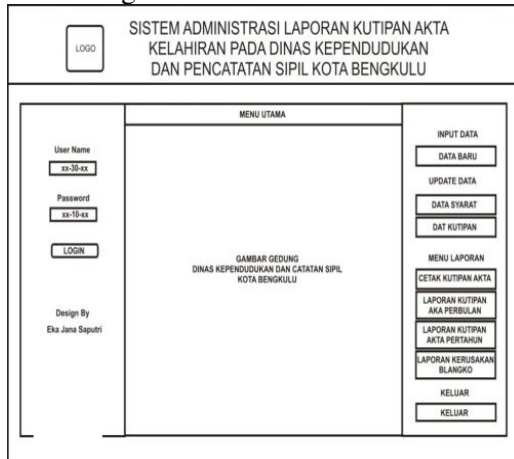 LOGO
SISTEM ADMINISTRASI LAPORAN KUTIPAN AKTA
KELAHIRAN PADA DINAS KEPENDUDUKAN
DAN PENCATATAN SIPIL KOTA BENGKULU
User Name
xx-30-xx
Password
xx-10-xx
LOGIN
Design By
Eka Jana Saputri
MENU UTAMA
GAMBAR GEDUNG
DINAS KEPENDUDUKAN DAN CATATAN SIPIL
KOTA BENGKULU
INPUT DATA
DATA BARU
UPDATE DATA
DATA SYARAT
DAT KUTIPAN
MENU LAPORAN
CETAK KUTIPAN AKTA
LAPORAN KUTIPAN
AKA PERBULAN
LAPORAN KUTIPAN
AKTA PERTAHUN
LAPORAN KERUSAKAN
BLANGKO
KELUAR
KELUAR